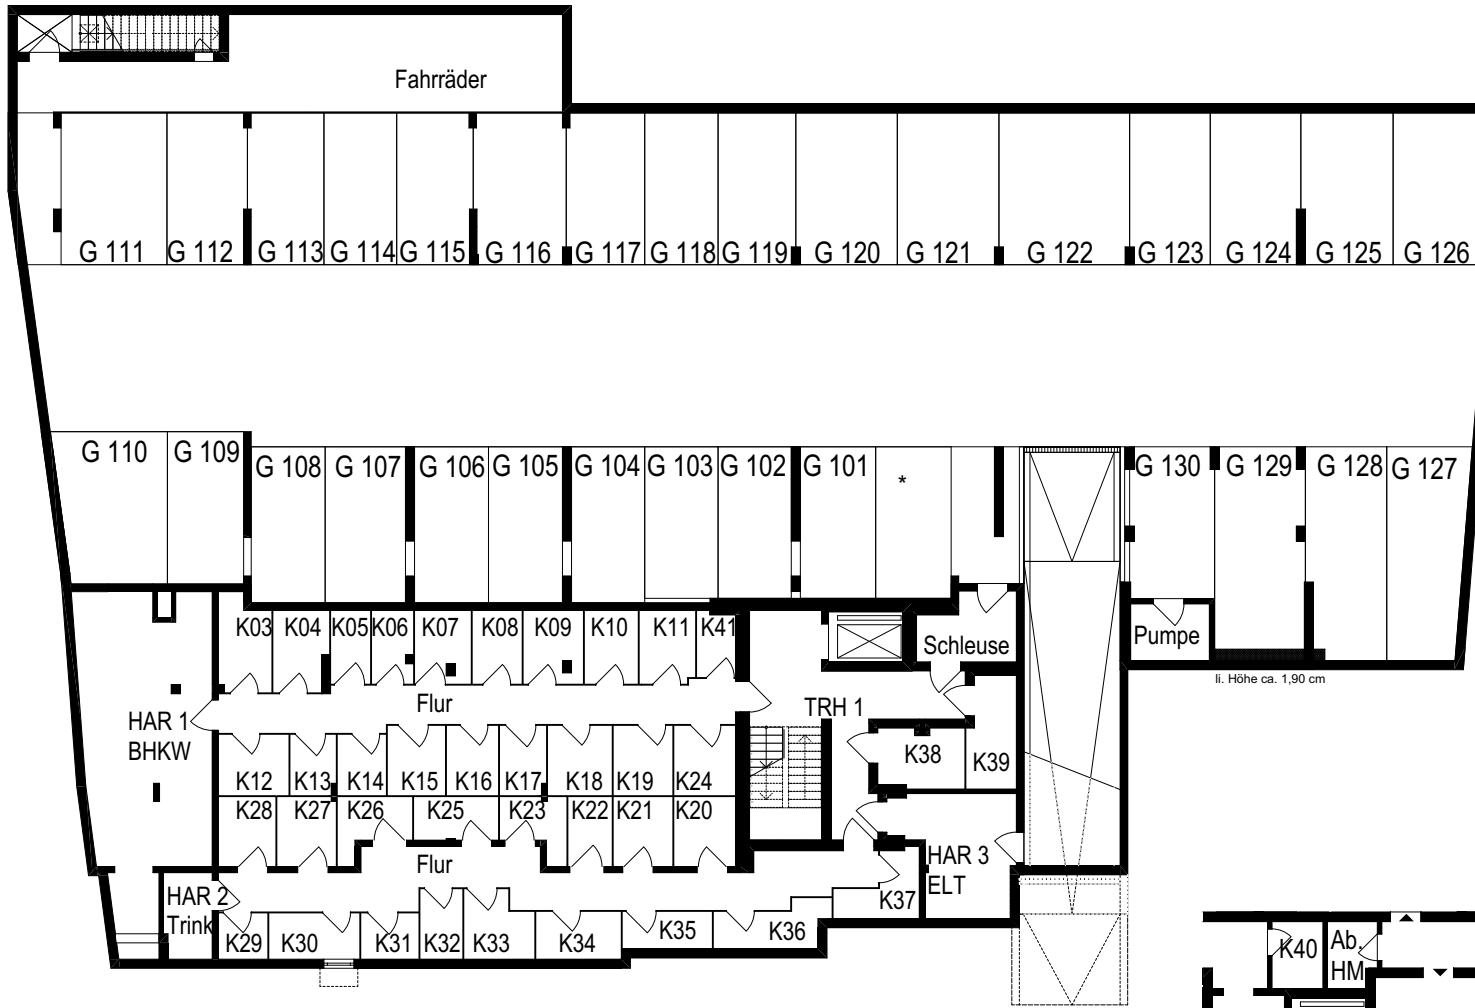 Fahrräder
G 111
G 112
G 113
G 114
G 115
G 116
G 117
G 118
G 119
G 120
G 121
G 122
G 123
G 124
G 125
G 126
G 110
G 109
G 108
G 107
G 106
G 105
G 104
G 103
G 102
G 101
*
G 130
G 129
G 128
G 127
K03
K04
K05
K06
K07
K08
K09
K10
K11
K41
Schleuse
Pumpe
li. Höhe ca. 1,90 cm
Flur
TRH 1
HAR 1
BHKW
K12
K13
K14
K15
K16
K17
K18
K19
K24
K38
K39
K28
K27
K26
K25
K23
K22
K21
K20
Flur
HAR 3
ELT
HAR 2
Trink
K29
K30
K31
K32
K33
K34
K35
K36
K37
K40
Ab.
HM